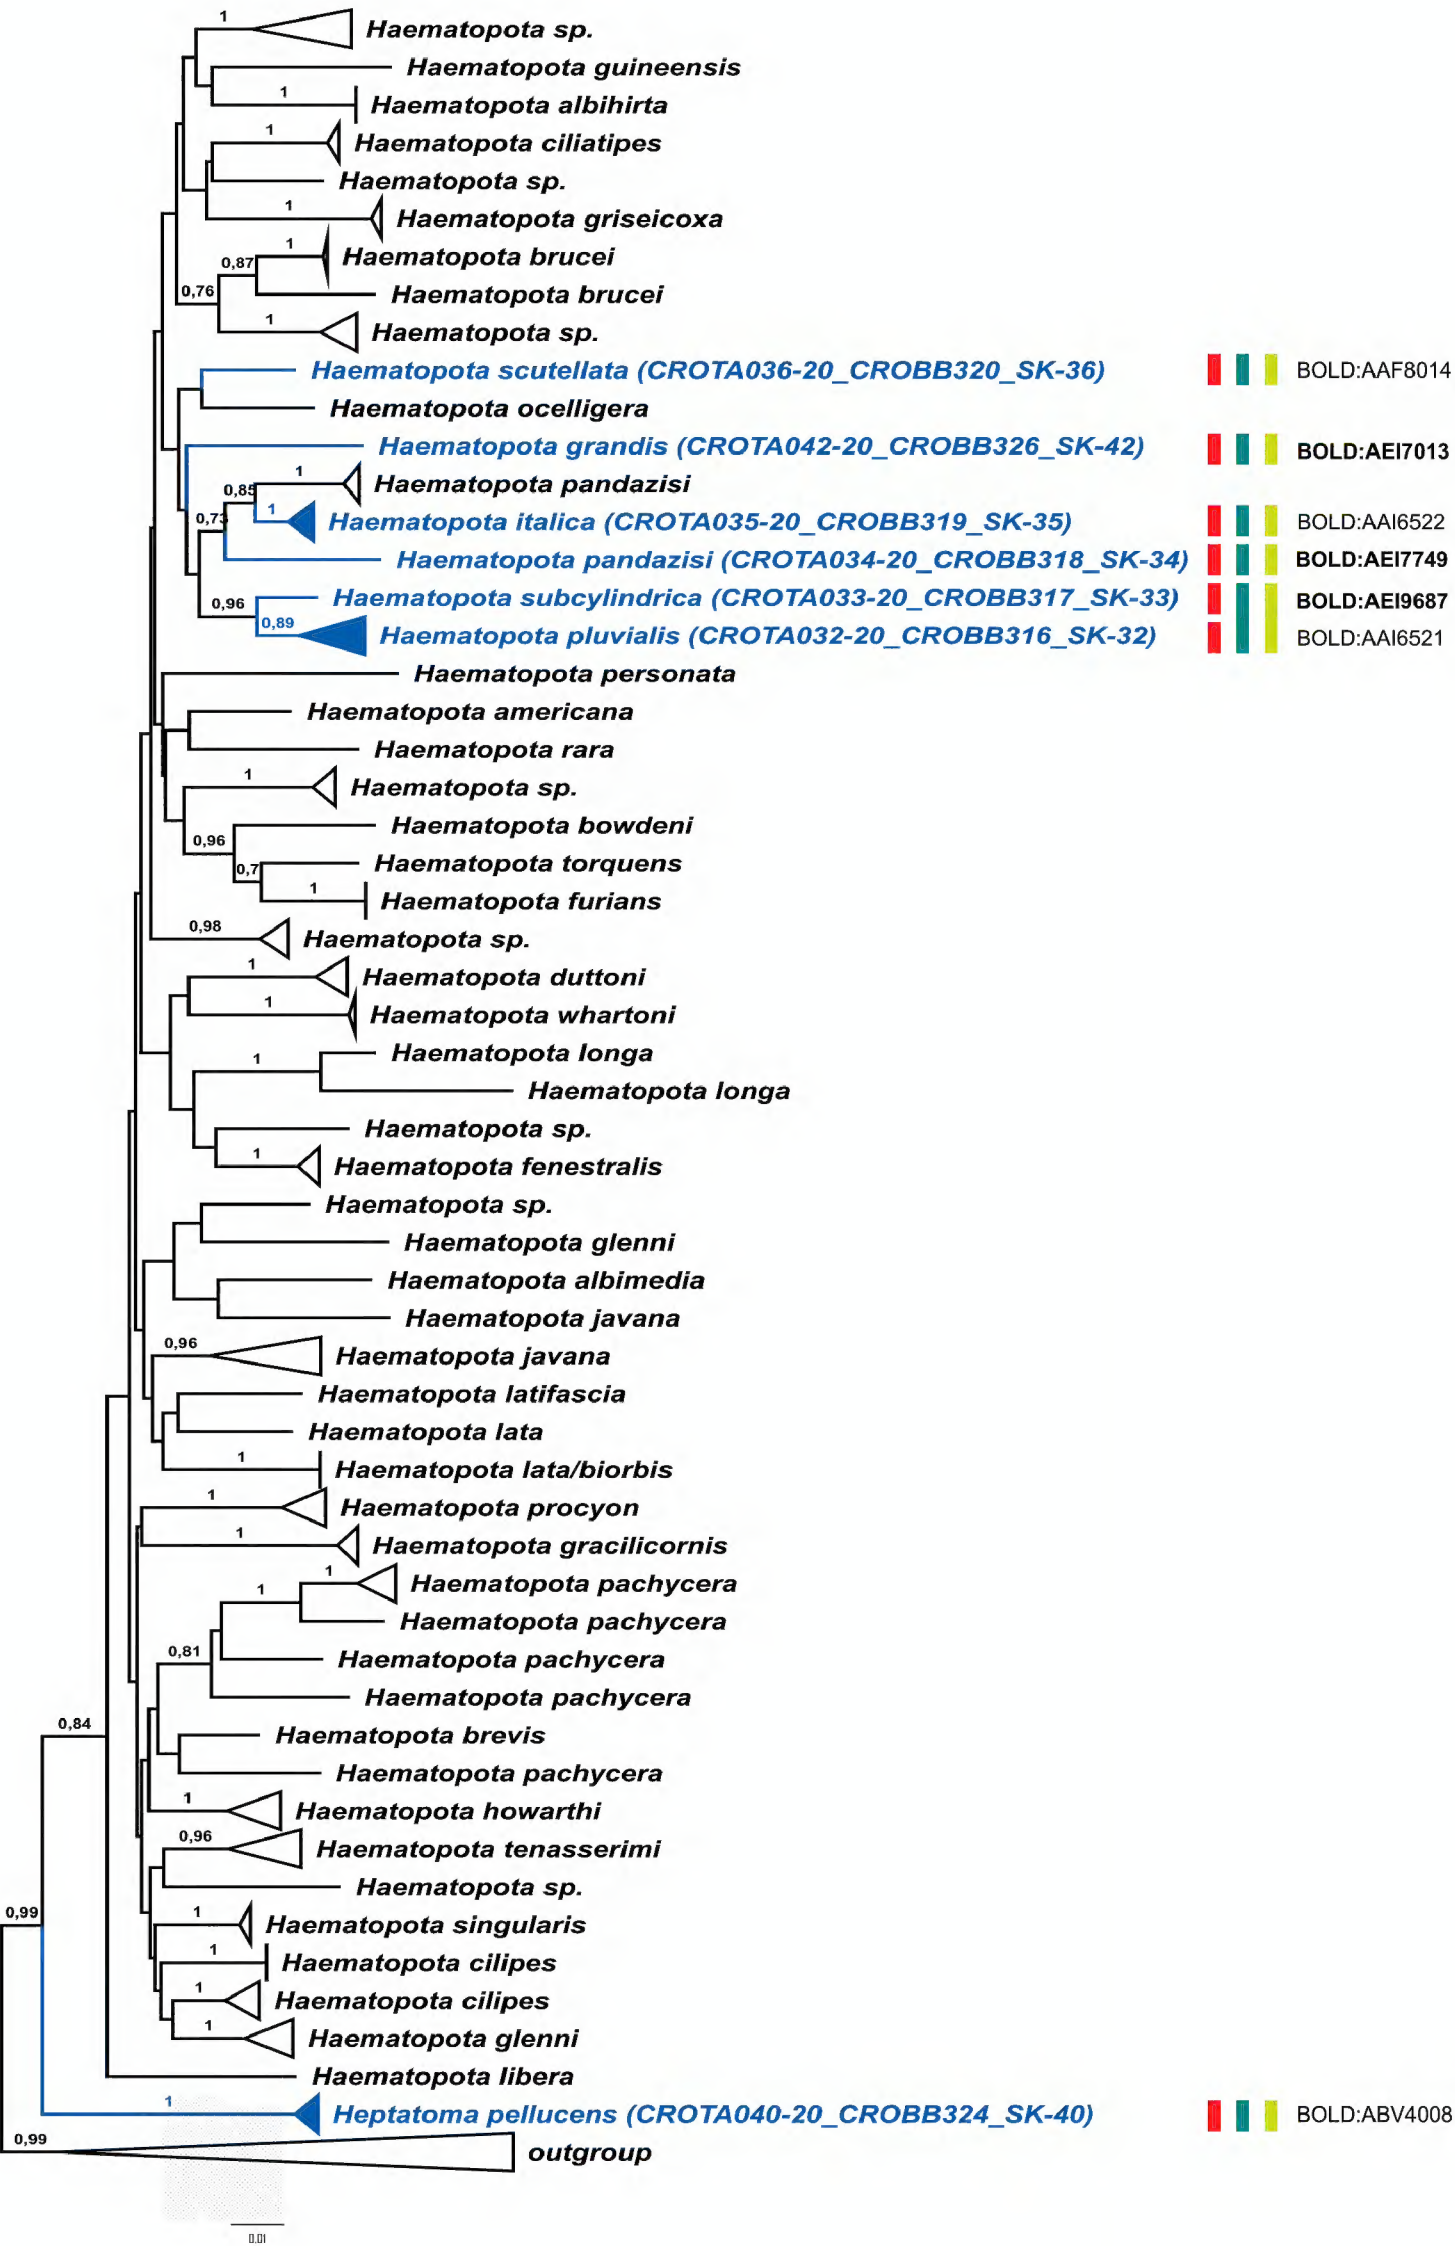 1
Haematopota sp.
Haematopota guineensis
1
Haematopota albihirta
1
Haematopota ciliatipes
Haematopota sp.
1
Haematopota griseicoxa
1
Haematopota brucei
0,87
Haematopota brucei
0,76
1
Haematopota sp.
Haematopota scutellata (CROTA036-20_CROBB320_SK-36) BOLD:AAF8014
Haematopota ocelligera
Haematopota grandis (CROTA042-20_CROBB326_SK-42) BOLD:AEI7013
1
Haematopota pandazisi
0,85
1
Haematopota italica (CROTA035-20_CROBB319_SK-35) BOLD:AAI6522
0,73
Haematopota pandazisi (CROTA034-20_CROBB318_SK-34) BOLD:AEI7749
Haematopota subcylindrica (CROTA033-20_CROBB317_SK-33) BOLD:AEI9687
0,96
0,89
Haematopota pluvialis (CROTA032-20_CROBB316_SK-32) BOLD:AAI6521
Haematopota personata
Haematopota americana
Haematopota rara
1
Haematopota sp.
Haematopota bowdeni
0,96
Haematopota torquens
0,7
1
Haematopota furians
0,98
Haematopota sp.
1
Haematopota duttoni
1
Haematopota whartoni
Haematopota longa
1
Haematopota longa
Haematopota sp.
1
Haematopota fenestralis
Haematopota sp.
Haematopota glenni
Haematopota albimedia
Haematopota javana
0,96
Haematopota javana
Haematopota latifascia
Haematopota lata
1
Haematopota lata/biorbis
1
Haematopota procyon
1
Haematopota gracilicornis
1
Haematopota pachycera
1
Haematopota pachycera
0,81
Haematopota pachycera
Haematopota pachycera
0,84
Haematopota brevis
Haematopota pachycera
1
Haematopota howarthi
0,96
Haematopota tenasserimi
Haematopota sp.
0,99
1
Haematopota singularis
1
Haematopota cilipes
1
Haematopota cilipes
1
Haematopota glenni
Haematopota libera
1
Heptatoma pellucens (CROTA040-20_CROBB324_SK-40) BOLD:ABV4008
0,99
outgroup
0,01